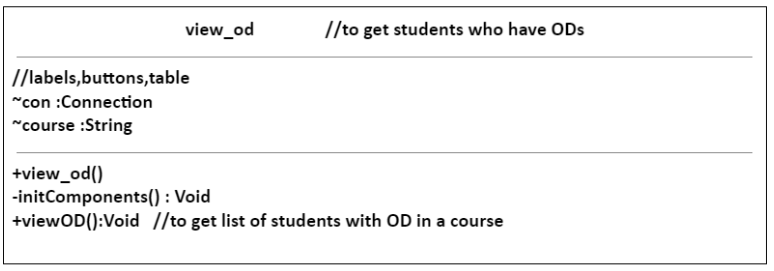 view_od //to get students who have ODs
//labels,buttons,table
~con :Connection
~course :String
+view_od()
-initComponents() : Void
+viewOD():Void //to get list of students with OD in a course